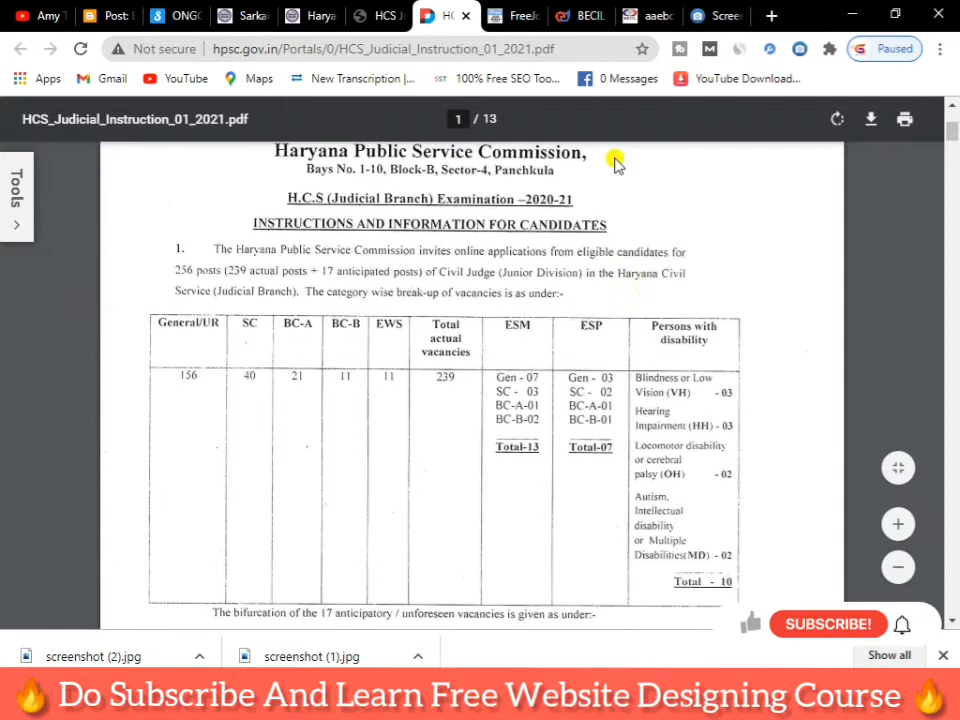 Amy T
Post: E
ONGC
Sarka
Harya
HCS J
HC
FreeJo
BECIL
aaebo
Scree
Not secure
hpsc.gov.in/Portals/0/HCS_Judicial_Instruction_01_2021.pdf
Paused
Apps
Gmail
YouTube
Maps
New Transcription |...
SST
100% Free SEO Too...
0 Messages
YouTube Download...
HCS_Judicial_Instruction_01_2021.pdf
1 / 13
Tools
Haryana Public Service Commission,
Bays No. 1-10, Block-B, Sector-4, Panchkula
H.C.S (Judicial Branch) Examination –2020-21
INSTRUCTIONS AND INFORMATION FOR CANDIDATES
1. The Haryana Public Service Commission invites online applications from eligible candidates for
256 posts (239 actual posts + 17 anticipated posts) of Civil Judge (Junior Division) in the Haryana Civil
Service (Judicial Branch). The category wise break-up of vacancies is as under:-
General/UR SC BC-A BC-B EWS Total actual vacancies ESM ESP Persons with disability
156 40 21 11 11 239
Gen - 07
SC - 03
BC-A-01
BC-B-02
Total-13
Gen - 03
SC - 02
BC-A-01
BC-B-01
Total-07
Blindness or Low
Vision (VH) - 03
Hearing
Impairment (HH) - 03
Locomotor disability
or cerebral
palsy (OH) - 02
Autism,
Intellectual
disability
or Multiple
Disabilities(MD) - 02
Total - 10
The bifurcation of the 17 anticipatory / unforeseen vacancies is given as under:-
SUBSCRIBE!
screenshot (2).jpg
screenshot (1).jpg
Show all
Do Subscribe And Learn Free Website Designing Course